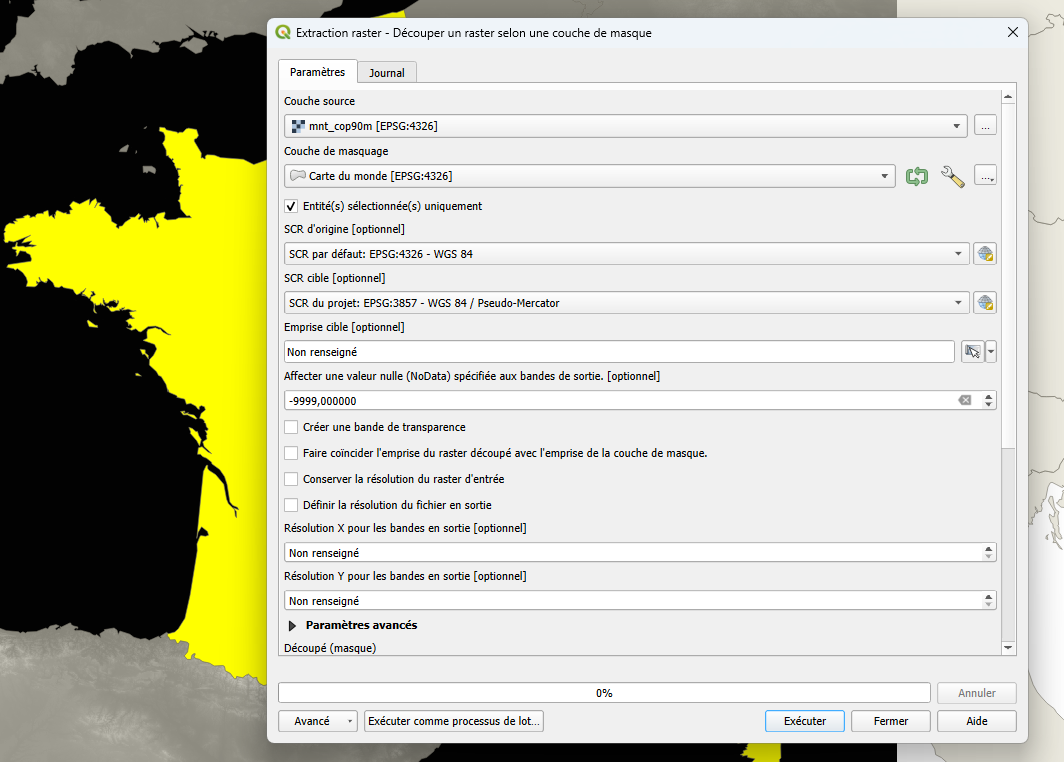 Extraction raster - Découper un raster selon une couche de masque
Paramètres
Journal
Couche source
mnt_cop90m [EPSG:4326]
...
Couche de masquage
Carte du monde [EPSG:4326]
...
Entité(s) sélectionnée(s) uniquement
SCR d'origine [optionnel]
SCR par défaut: EPSG:4326 - WGS 84
SCR cible [optionnel]
SCR du projet: EPSG:3857 - WGS 84 / Pseudo-Mercator
Emprise cible [optionnel]
Non renseigné
Affecter une valeur nulle (NoData) spécifiée aux bandes de sortie. [optionnel]
-9999,000000
Créer une bande de transparence
Faire coïncider l'emprise du raster découpé avec l'emprise de la couche de masque.
Conserver la résolution du raster d'entrée
Définir la résolution du fichier en sortie
Résolution X pour les bandes en sortie [optionnel]
Non renseigné
Résolution Y pour les bandes en sortie [optionnel]
Non renseigné
Paramètres avancés
Découpé (masque)
0%
Annuler
Avancé
Exécuter comme processus de lot...
Exécuter
Fermer
Aide